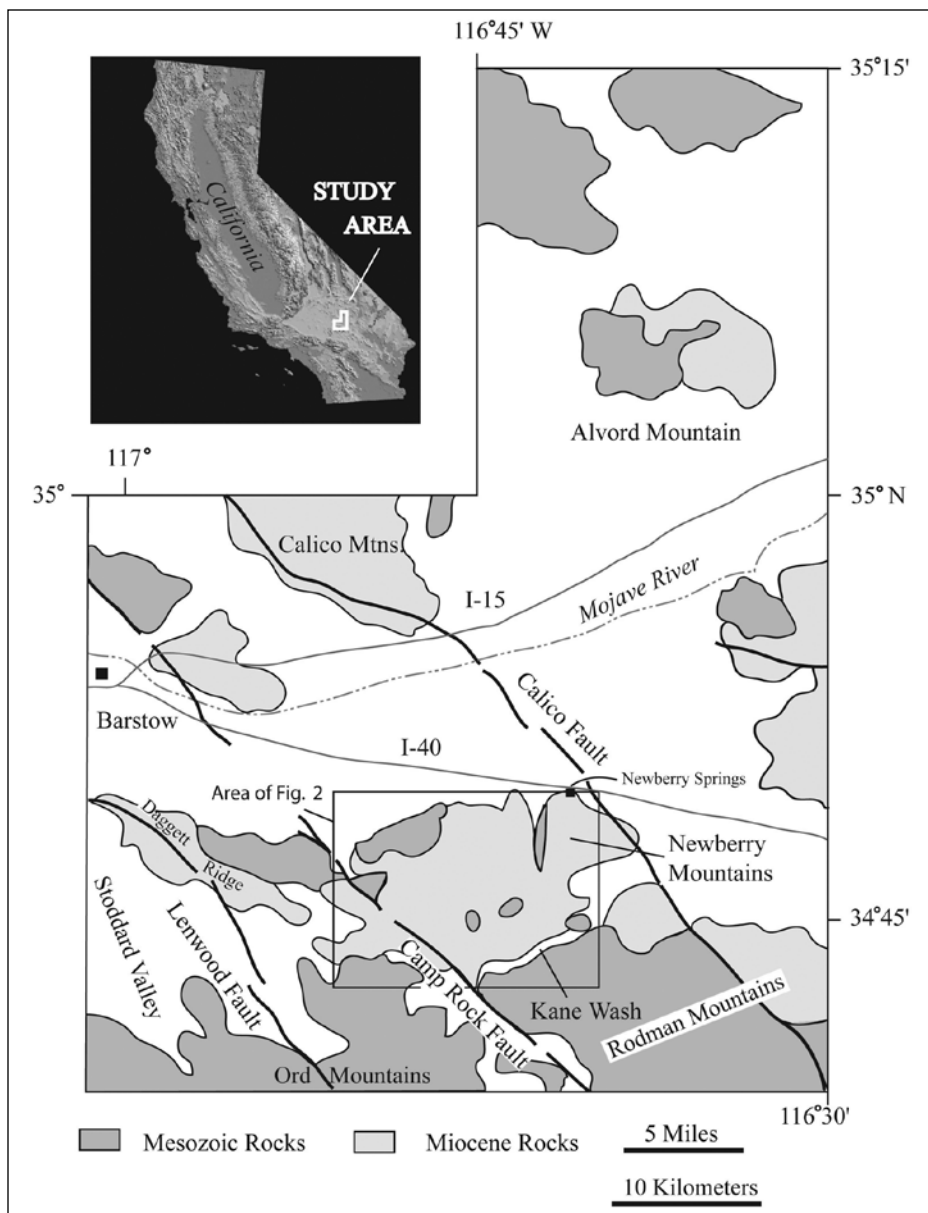 116°45' W
35°15'
STUDY
AREA
California
Alvord Mountain
117°
35°
35° N
Calico Mtns.
I-15
Mojave River
Barstow
Calico Fault
I-40
Newberry Springs
Area of Fig. 2
Newberry
Mountains
Daggett
Ridge
Stoddard Valley
Lenwood Fault
34°45'
Camp Rock Fault
Kane Wash
Rodman Mountains
Ord Mountains
116°30'
Mesozoic Rocks
Miocene Rocks
5 Miles
10 Kilometers